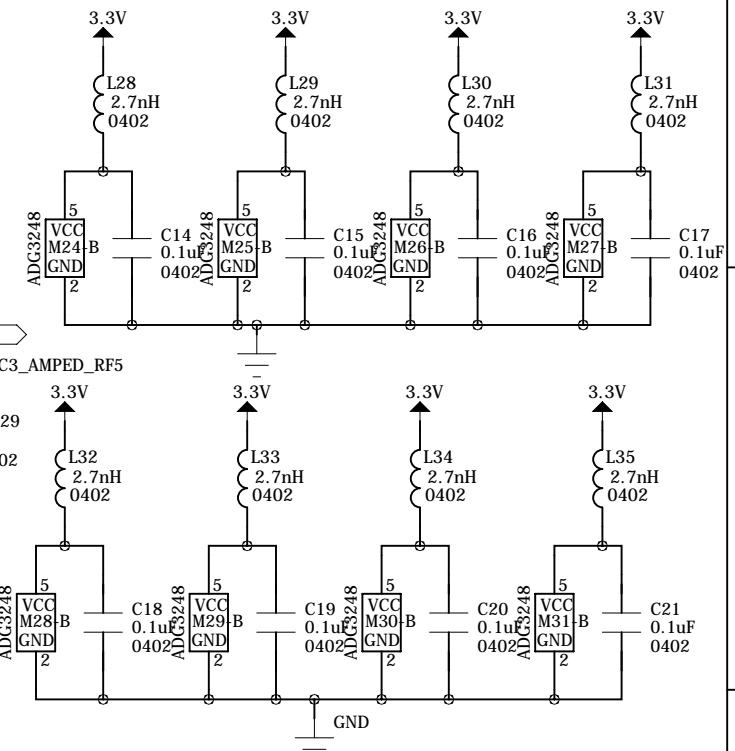 3.3V 3.3V 3.3V 3.3V
L28 L29 L30 L31
2.7nH 2.7nH 2.7nH 2.7nH
0402 0402 0402 0402
5 5 5 5
ADG3248 ADG3248 ADG3248 ADG3248
VCC C14 VCC C15 VCC C16 VCC C17
M24-B 0.1uF M25-B 0.1uF M26-B 0.1uF M27-B 0.1uF
GND 0402 GND 0402 GND 0402 GND 0402
2 2 2 2
C3_AMPED_RF5
3.3V 3.3V 3.3V 3.3V
29
02
L32 L33 L34 L35
2.7nH 2.7nH 2.7nH 2.7nH
0402 0402 0402 0402
5 5 5 5
ADG3248 ADG3248 ADG3248 ADG3248
VCC C18 VCC C19 VCC C20 VCC C21
M28-B 0.1uF M29-B 0.1uF M30-B 0.1uF M31-B 0.1uF
GND 0402 GND 0402 GND 0402 GND 0402
2 2 2 2
GND